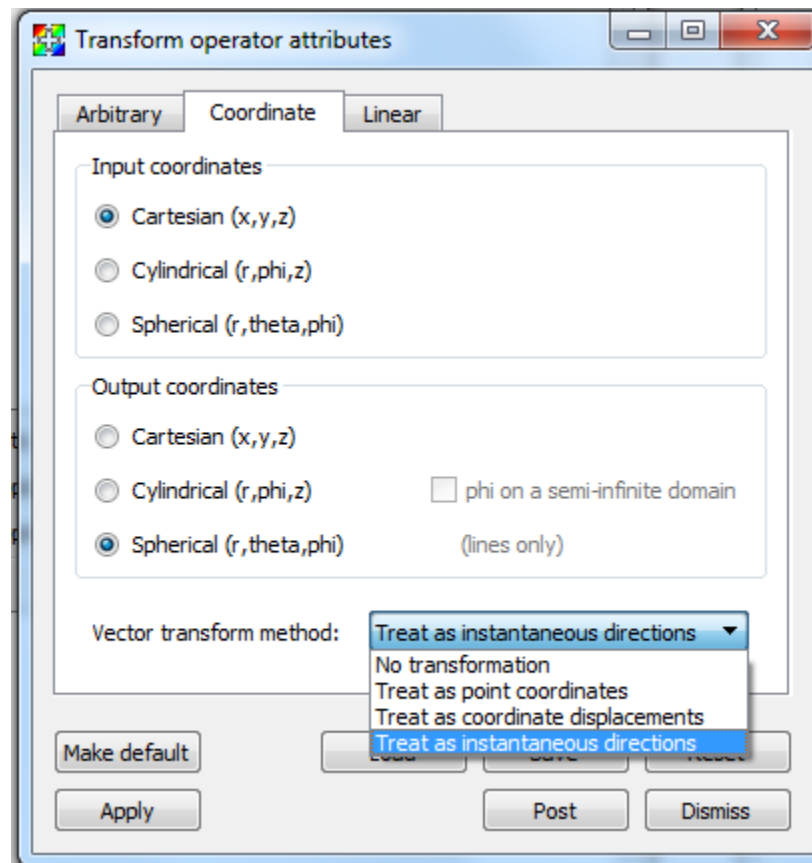 Transform operator attributes
Arbitrary
Coordinate
Linear
Input coordinates
Cartesian (x,y,z)
Cylindrical (r,phi,z)
Spherical (r,theta,phi)
Output coordinates
Cartesian (x,y,z)
Cylindrical (r,phi,z) phi on a semi-infinite domain
Spherical (r,theta,phi) (lines only)
Vector transform method: Treat as instantaneous directions
No transformation
Treat as point coordinates
Treat as coordinate displacements
Treat as instantaneous directions
Make default
Apply
Post
Dismiss